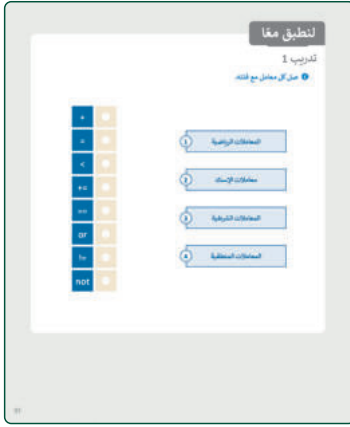 لنطبق معًا
تدريب 1
صل كل معامل مع فئته.
1 المعاملات الرياضية
2 معاملات الإسناد
3 المعاملات الشرطية
4 المعاملات المنطقية
+
=
<
+=
==
or
!=
not